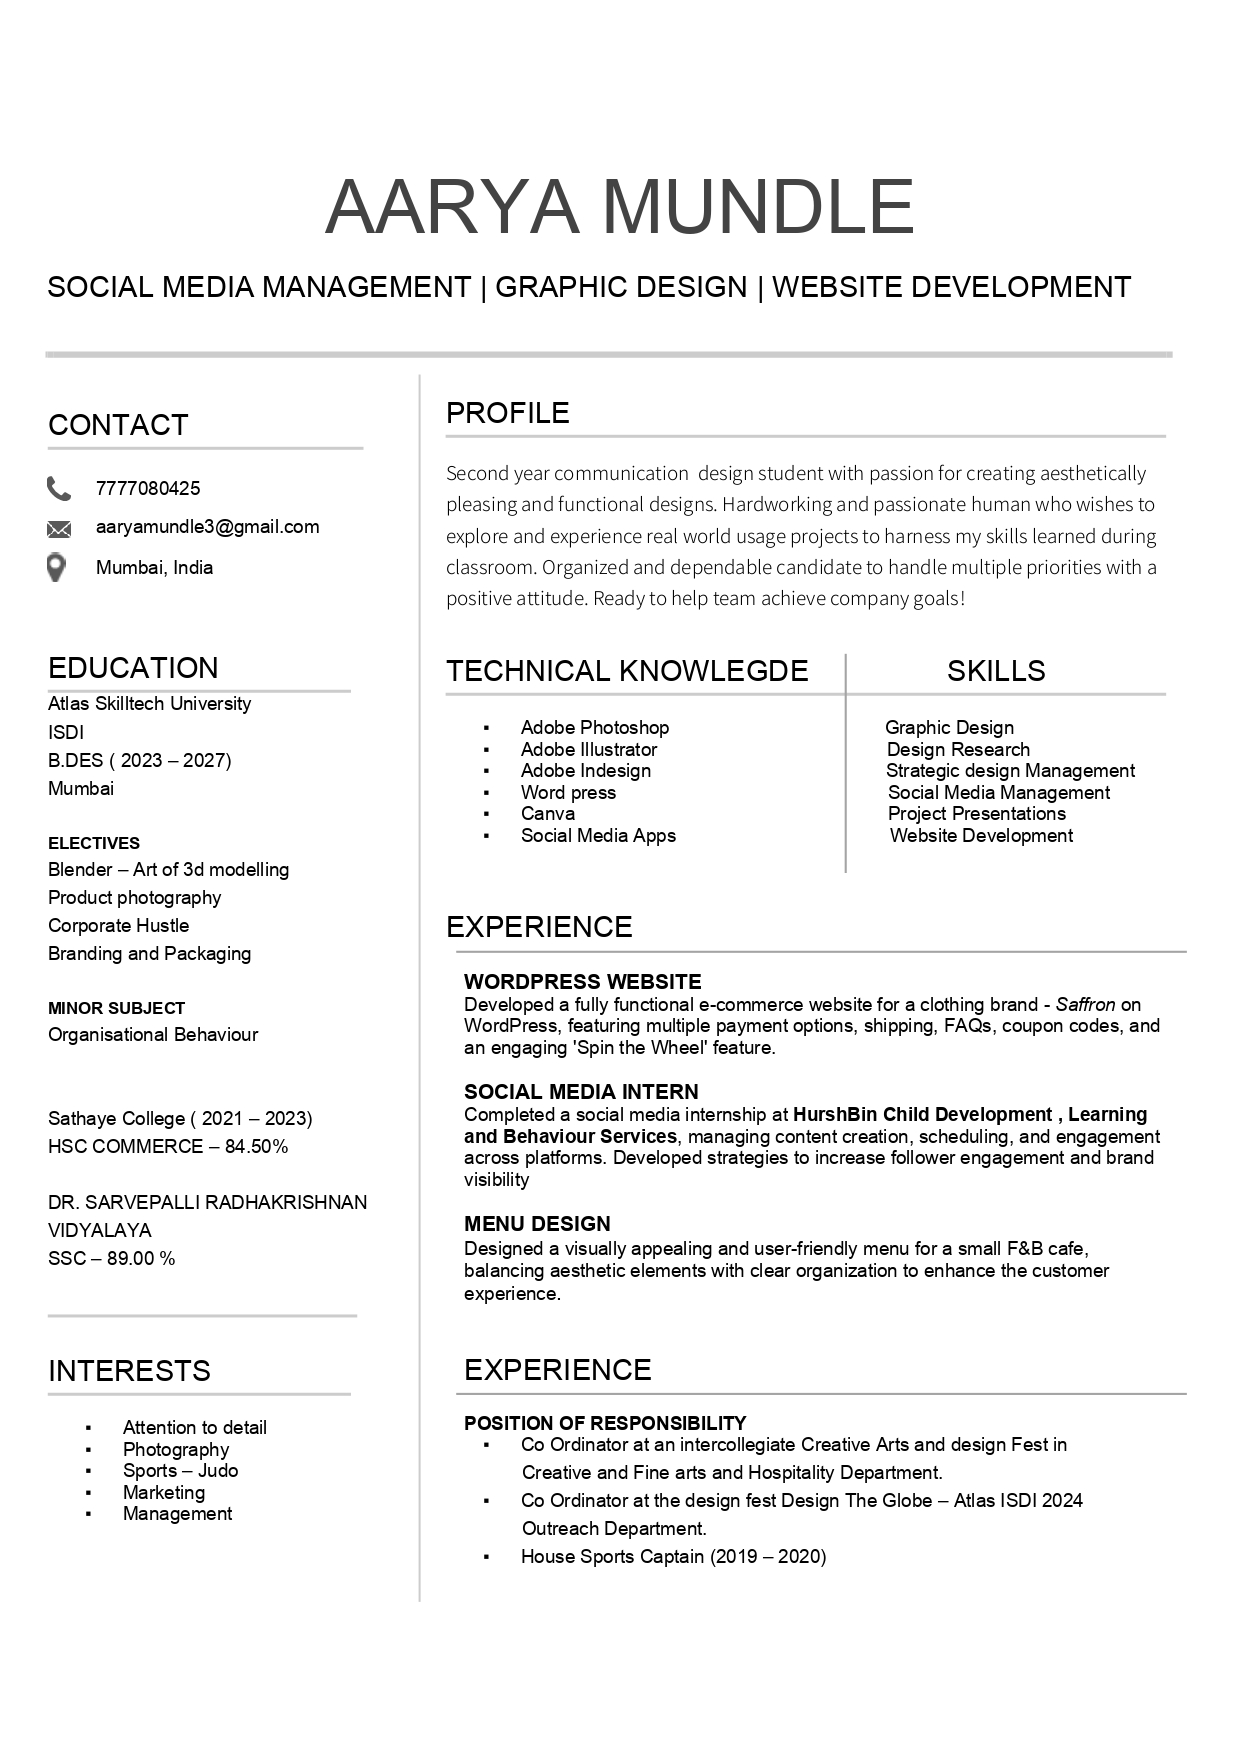 AARYA MUNDLE
SOCIAL MEDIA MANAGEMENT | GRAPHIC DESIGN | WEBSITE DEVELOPMENT
CONTACT
7777080425
aaryamundle3@gmail.com
Mumbai, India
EDUCATION
Atlas Skilltech University
ISDI
B.DES ( 2023 – 2027)
Mumbai
ELECTIVES
Blender – Art of 3d modelling
Product photography
Corporate Hustle
Branding and Packaging
MINOR SUBJECT
Organisational Behaviour
Sathaye College ( 2021 – 2023)
HSC COMMERCE – 84.50%
DR. SARVEPALLI RADHAKRISHNAN
VIDYALAYA
SSC – 89.00 %
INTERESTS
▪ Attention to detail
▪ Photography
▪ Sports – Judo
▪ Marketing
▪ Management
PROFILE
Second year communication  design student with passion for creating aesthetically
pleasing and functional designs. Hardworking and passionate human who wishes to
explore and experience real world usage projects to harness my skills learned during
classroom. Organized and dependable candidate to handle multiple priorities with a
positive attitude. Ready to help team achieve company goals!
TECHNICAL KNOWLEGDE
▪ Adobe Photoshop
▪ Adobe Illustrator
▪ Adobe Indesign
▪ Word press
▪ Canva
▪ Social Media Apps
SKILLS
Graphic Design
Design Research
Strategic design Management
Social Media Management
Project Presentations
Website Development
EXPERIENCE
WORDPRESS WEBSITE
Developed a fully functional e-commerce website for a clothing brand - Saffron on
WordPress, featuring multiple payment options, shipping, FAQs, coupon codes, and
an engaging 'Spin the Wheel' feature.
SOCIAL MEDIA INTERN
Completed a social media internship at HurshBin Child Development , Learning
and Behaviour Services, managing content creation, scheduling, and engagement
across platforms. Developed strategies to increase follower engagement and brand
visibility
MENU DESIGN
Designed a visually appealing and user-friendly menu for a small F&B cafe,
balancing aesthetic elements with clear organization to enhance the customer
experience.
EXPERIENCE
POSITION OF RESPONSIBILITY
▪ Co Ordinator at an intercollegiate Creative Arts and design Fest in
Creative and Fine arts and Hospitality Department.
▪ Co Ordinator at the design fest Design The Globe – Atlas ISDI 2024
Outreach Department.
▪ House Sports Captain (2019 – 2020)